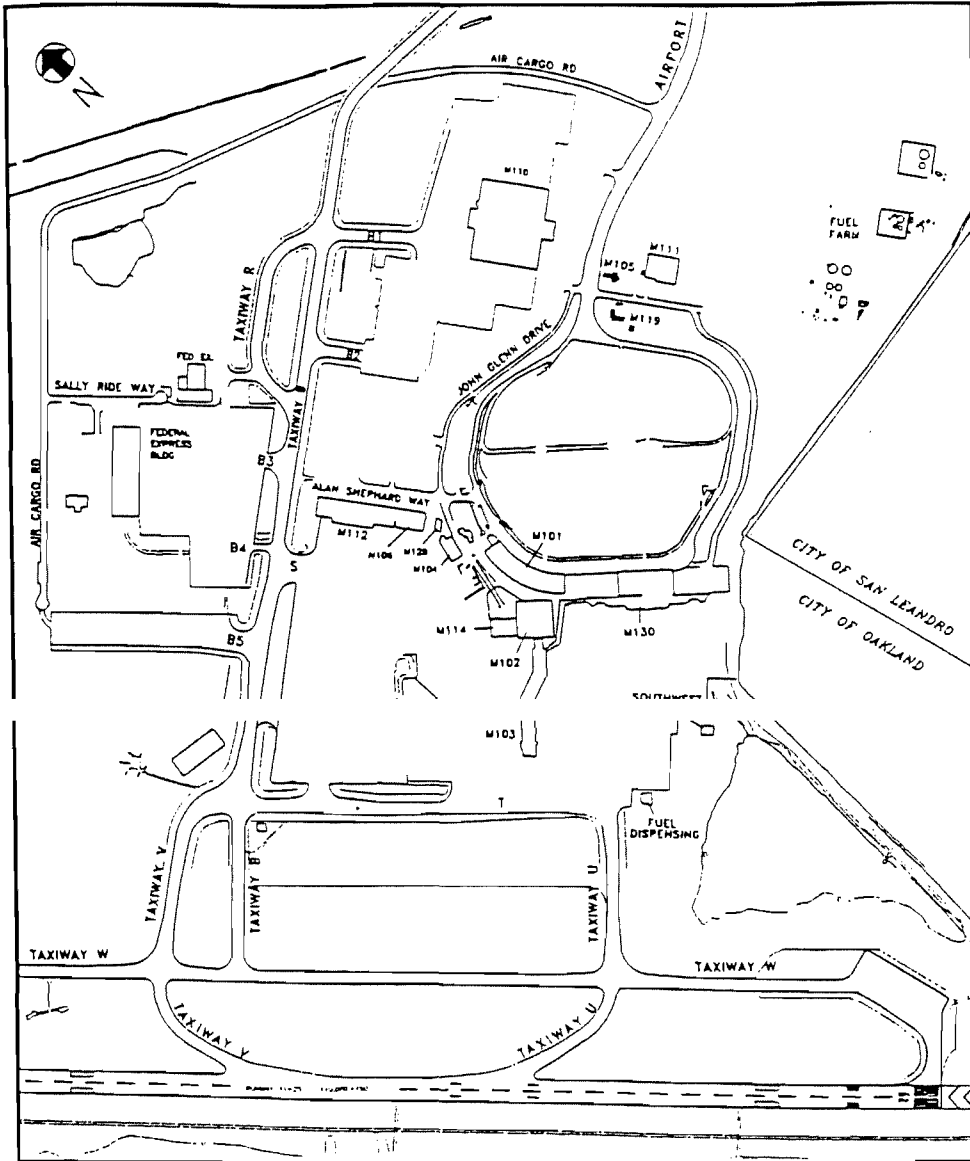 N
AIR CARGO RD
AIRPORT
M110
FUEL
FARM
B1
M111
M105
TAXIWAY R
M119
B2
JOHN GLENN DRIVE
FED EX.
SALLY RIDE WAY
TAXIWAY
FEDERAL
EXPRESS
BLDG
B3
AIR CARGO RD
ALAN SHEPHARD WAY
M112
M106
M128
M104
M101
B4
S
CITY OF SAN LEANDRO
CITY OF OAKLAND
B5
M114
M130
M102
SOUTHWEST
M103
T
FUEL
DISPENSING
TAXIWAY V
TAXIWAY B
TAXIWAY U
TAXIWAY W
TAXIWAY W
TAXIWAY V
TAXIWAY U
29